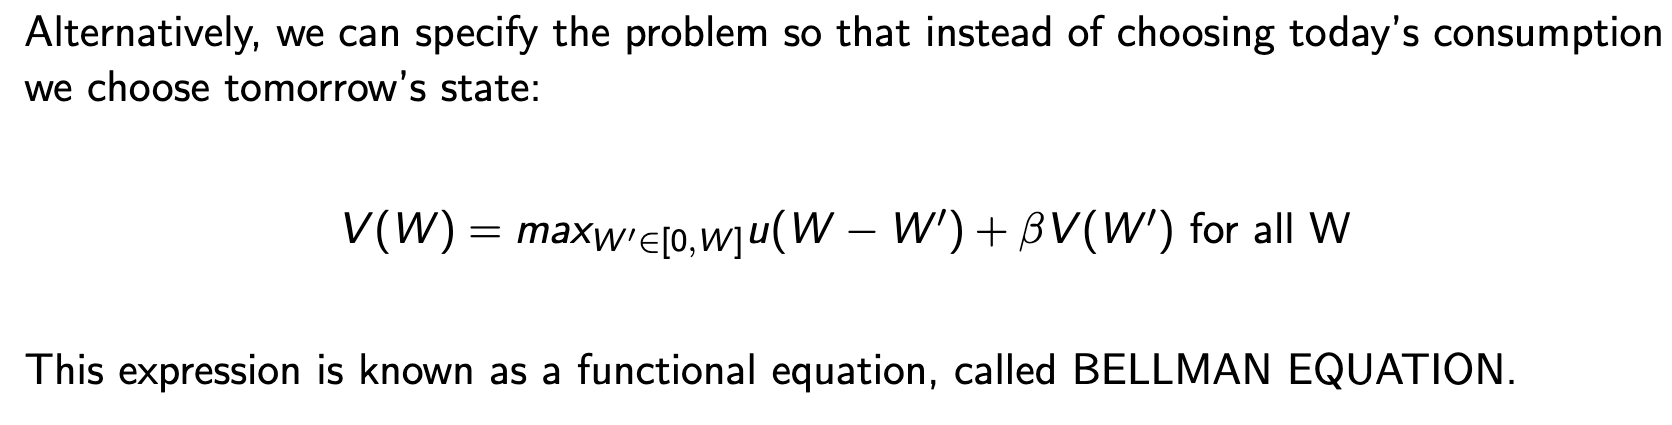 Alternatively, we can specify the problem so that instead of choosing today's consumption
we choose tomorrow's state:
V(W) = max_{W′∈[0,W]} u(W − W′) + βV(W′) for all W
This expression is known as a functional equation, called BELLMAN EQUATION.